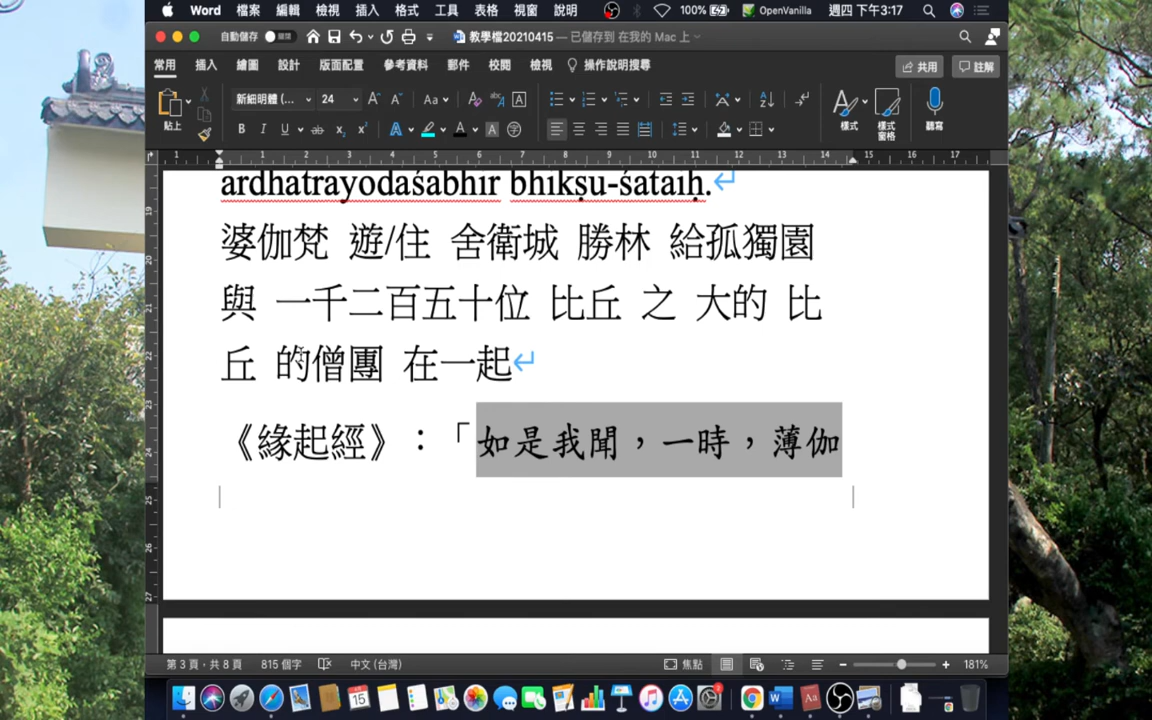 Word 檔案 編輯 檢視 插入 格式 工具 表格 視窗 說明 100% OpenVanilla 週四 下午3:17
自動儲存 教學檔20210415 — 已儲存到 在我的 Mac 上
常用 插入 繪圖 設計 版面配置 參考資料 郵件 校閱 檢視 操作說明搜尋 共用 註解
貼上 新細明體 (... 24 樣式 樣式窗格 聽寫
ardhatrayodaśabhir bhikṣu-śataiḥ.
婆伽梵 遊/住 舍衛城 勝林 給孤獨園
與 一千二百五十位 比丘 之 大的 比
丘 的僧團 在一起
《緣起經》：「如是我聞，一時，薄伽
第 3 頁，共 8 頁 815 個字 中文 (台灣) 焦點 181%